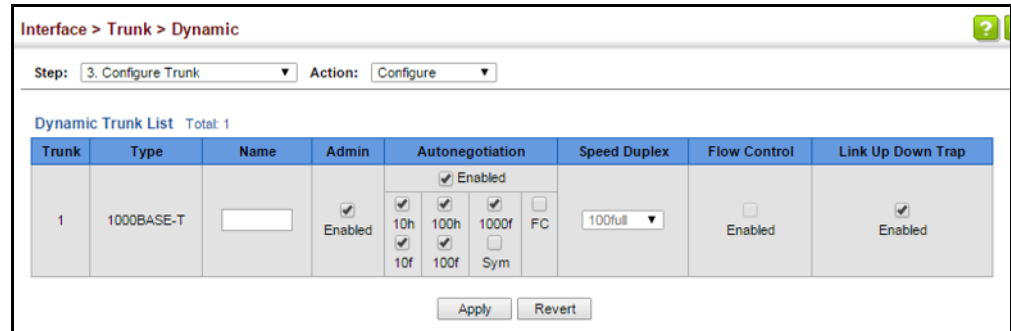 Interface > Trunk > Dynamic
?
Step: 3. Configure Trunk Action: Configure
Dynamic Trunk List Total: 1
Trunk Type Name Admin Autonegotiation Speed Duplex Flow Control Link Up Down Trap
Enabled
1 1000BASE-T Enabled 10h 100h 1000f FC 100full Enabled Enabled
10f 100f Sym
Apply Revert